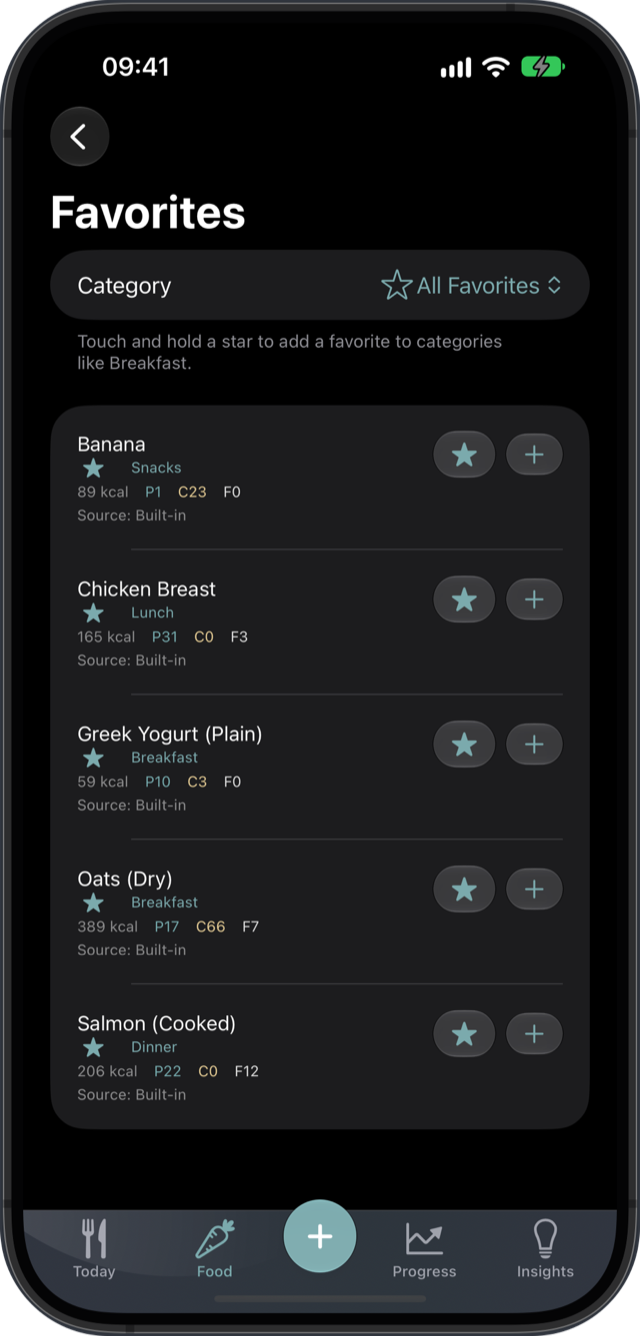 09:41
Favorites
Category All Favorites
Touch and hold a star to add a favorite to categories
like Breakfast.
Banana
Snacks
89 kcal P1 C23 F0
Source: Built-in
Chicken Breast
Lunch
165 kcal P31 C0 F3
Source: Built-in
Greek Yogurt (Plain)
Breakfast
59 kcal P10 C3 F0
Source: Built-in
Oats (Dry)
Breakfast
389 kcal P17 C66 F7
Source: Built-in
Salmon (Cooked)
Dinner
206 kcal P22 C0 F12
Source: Built-in
Today Food Progress Insights